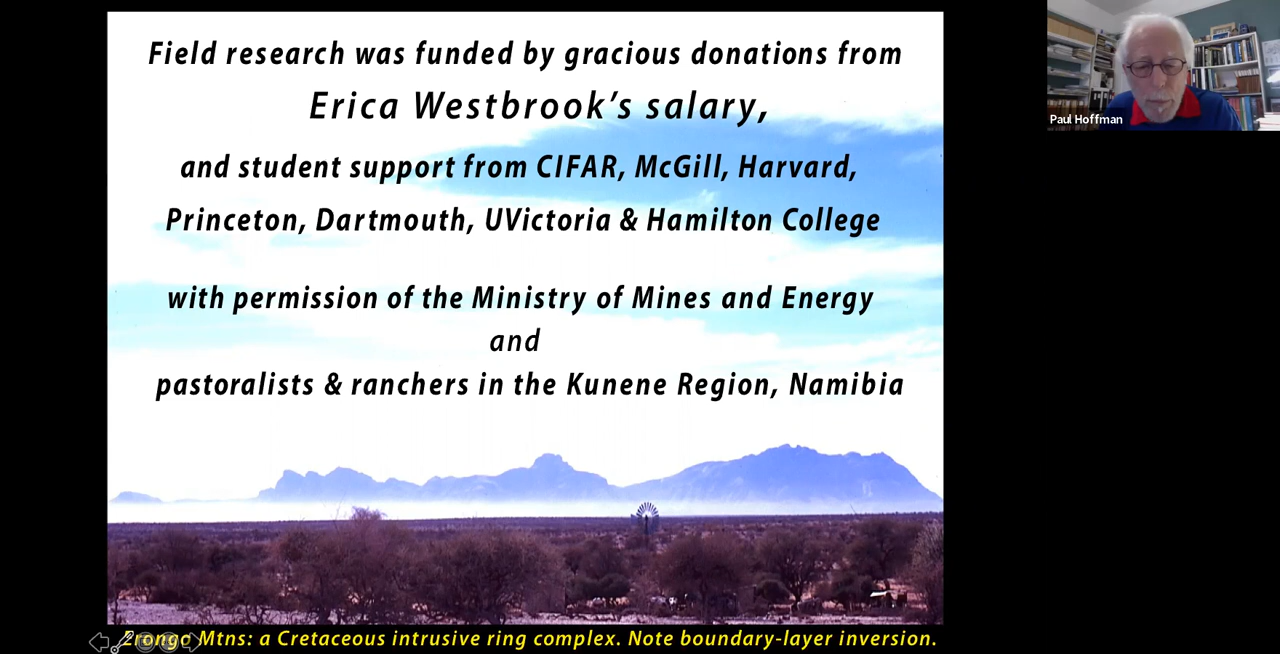 Field research was funded by gracious donations from
Erica Westbrook’s salary,
and student support from CIFAR, McGill, Harvard,
Princeton, Dartmouth, UVictoria & Hamilton College
with permission of the Ministry of Mines and Energy
and
pastoralists & ranchers in the Kunene Region, Namibia
Mtns: a Cretaceous intrusive ring complex. Note boundary-layer inversion.
Paul Hoffman